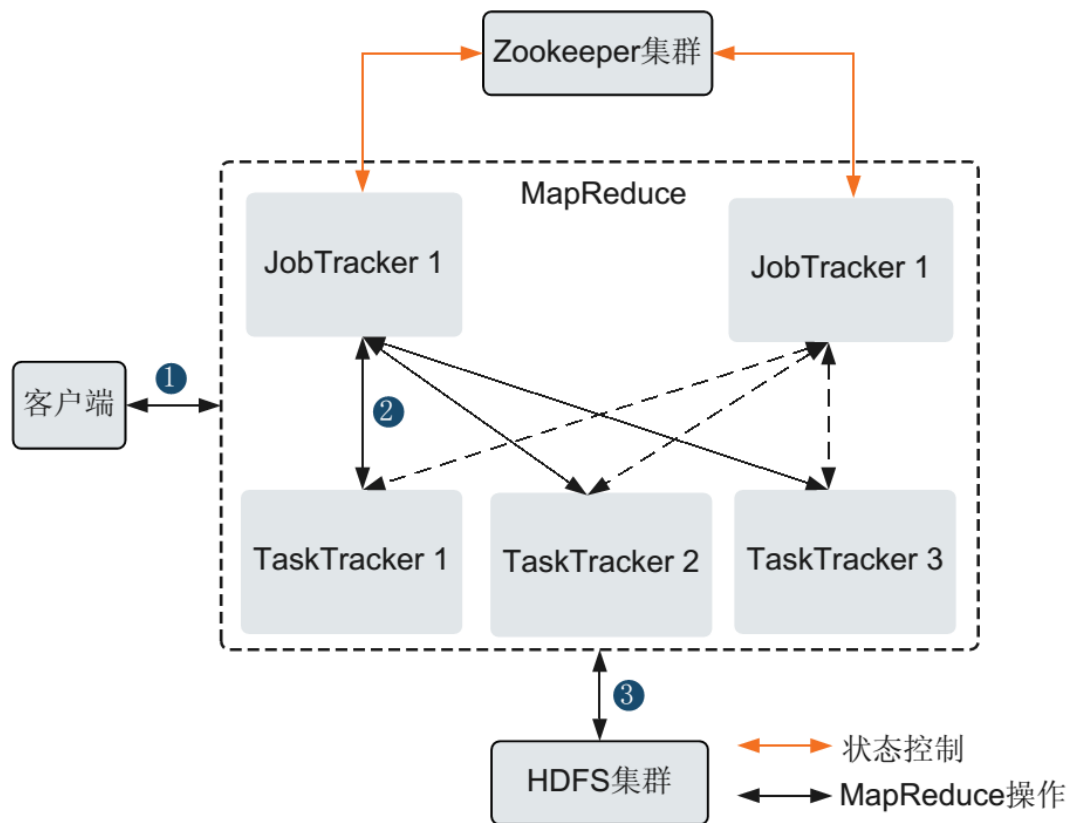 Zookeeper集群
MapReduce
JobTracker 1
JobTracker 1
客户端
1
2
TaskTracker 1
TaskTracker 2
TaskTracker 3
3
HDFS集群
状态控制
MapReduce操作